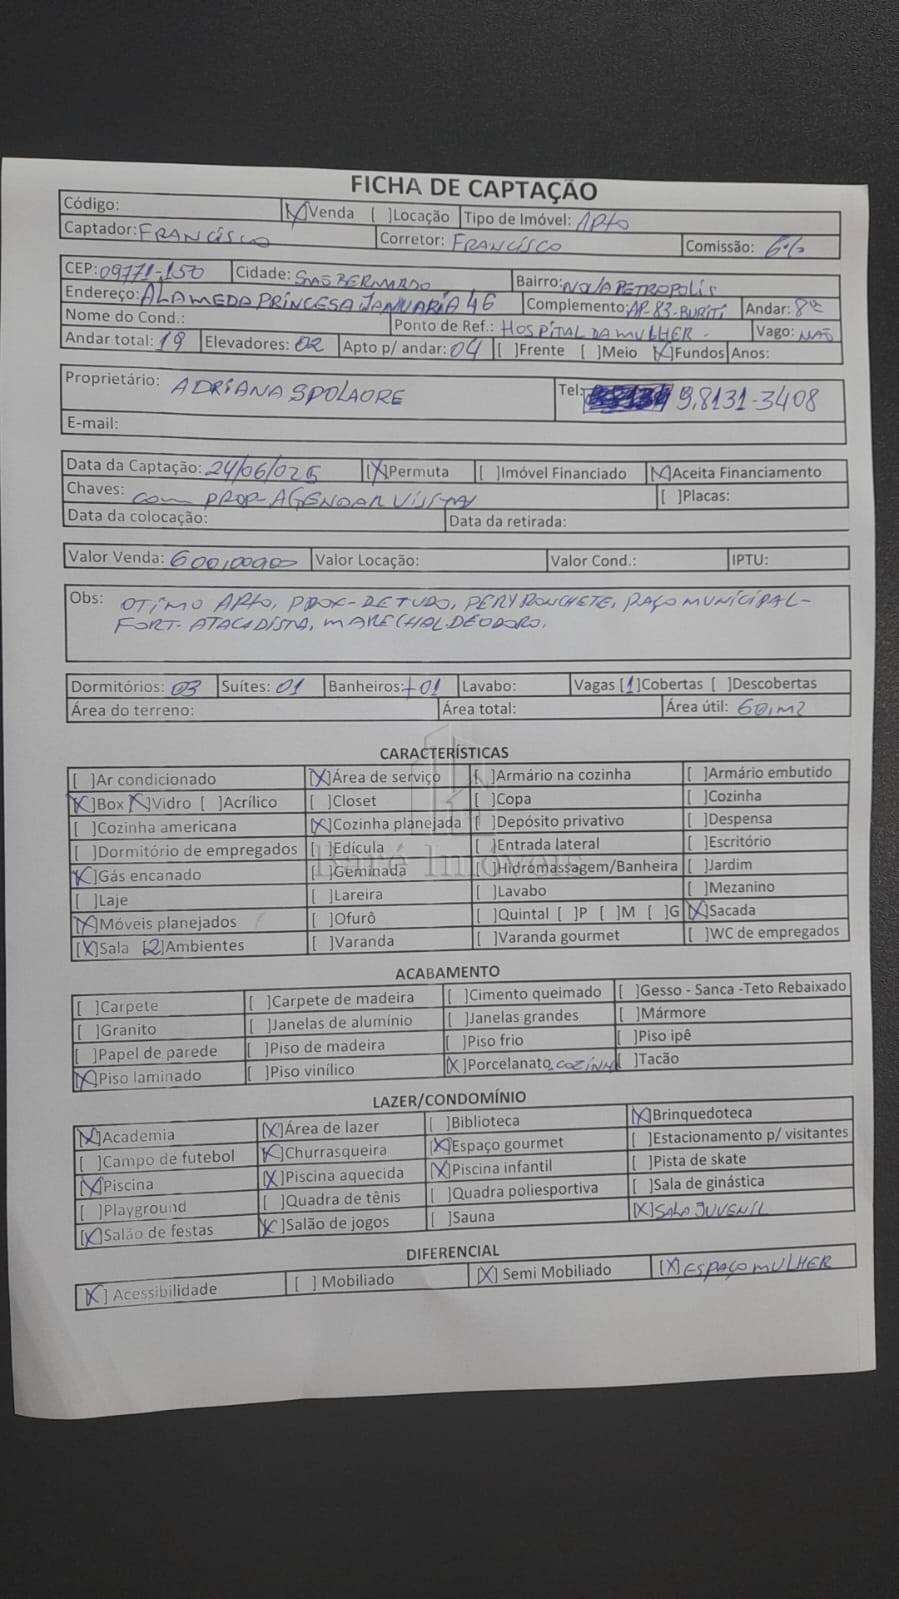 FICHA DE CAPTAÇÃO
Código: [X]Venda [ ]Locação Tipo de Imóvel: APTO
Captador: FRANCISCO Corretor: FRANCISCO Comissão: 6%
CEP: 09771-150 Cidade: SÃO BERNARDO Bairro: NOVA PETROPOLIS
Endereço: ALAMEDA PRINCESA JANUARIA 46 Complemento: AP-83-BURITI Andar: 8ª
Nome do Cond.: Ponto de Ref.: HOSPITAL DA MULHER - Vago: NÃO
Andar total: 19 Elevadores: 02 Apto p/ andar: 04 [ ]Frente [ ]Meio [X]Fundos Anos:
Proprietário: ADRIANA SPOLAORE Tel: 9,8131-3408
E-mail:
Data da Captação: 24/06/025 [X]Permuta [ ]Imóvel Financiado [X]Aceita Financiamento
Chaves: COM PROP-AGENDAR VISITA [ ]Placas:
Data da colocação: Data da retirada:
Valor Venda: 600,00000 Valor Locação: Valor Cond.: IPTU:
Obs: OTIMO APTO, PROX-DE TUDO, PERY RONCHETE, PAÇO MUNICIPAL-
FORT-ATACADISTA, MARECHAL DEODORO.
Dormitórios: 03 Suítes: 01 Banheiros: +01 Lavabo: Vagas [1]Cobertas [ ]Descobertas
Área do terreno: Área total: Área útil: 60,m2
CARACTERÍSTICAS
[ ]Ar condicionado [X]Área de serviço [ ]Armário na cozinha [ ]Armário embutido
[X]Box [X]Vidro [ ]Acrílico [ ]Closet [ ]Copa [ ]Cozinha
[ ]Cozinha americana [X]Cozinha planejada [ ]Depósito privativo [ ]Despensa
[ ]Dormitório de empregados [ ]Edícula [ ]Entrada lateral [ ]Escritório
[X]Gás encanado [ ]Geminada [ ]Hidromassagem/Banheira [ ]Jardim
Baré Imóveis
[ ]Laje [ ]Lareira [ ]Lavabo [ ]Mezanino
[X]Móveis planejados [ ]Ofurô [ ]Quintal [ ]P [ ]M [ ]G [X]Sacada
[X]Sala [2]Ambientes [ ]Varanda [ ]Varanda gourmet [ ]WC de empregados
ACABAMENTO
[ ]Carpete [ ]Carpete de madeira [ ]Cimento queimado [ ]Gesso - Sanca -Teto Rebaixado
[ ]Granito [ ]Janelas de alumínio [ ]Janelas grandes [ ]Mármore
[ ]Papel de parede [ ]Piso de madeira [ ]Piso frio [ ]Piso ipê
[X]Piso laminado [ ]Piso vinílico [X]Porcelanato COZINHA [ ]Tacão
LAZER/CONDOMÍNIO
[X]Academia [X]Área de lazer [ ]Biblioteca [X]Brinquedoteca
[ ]Campo de futebol [X]Churrasqueira [X]Espaço gourmet [ ]Estacionamento p/ visitantes
[X]Piscina [X]Piscina aquecida [X]Piscina infantil [ ]Pista de skate
[ ]Playground [ ]Quadra de tênis [ ]Quadra poliesportiva [ ]Sala de ginástica
[X]Salão de festas [X]Salão de jogos [ ]Sauna [X]SALA JUVENIL
DIFERENCIAL
[X] Acessibilidade [ ] Mobiliado [X] Semi Mobiliado [X] ESPAÇO MULHER